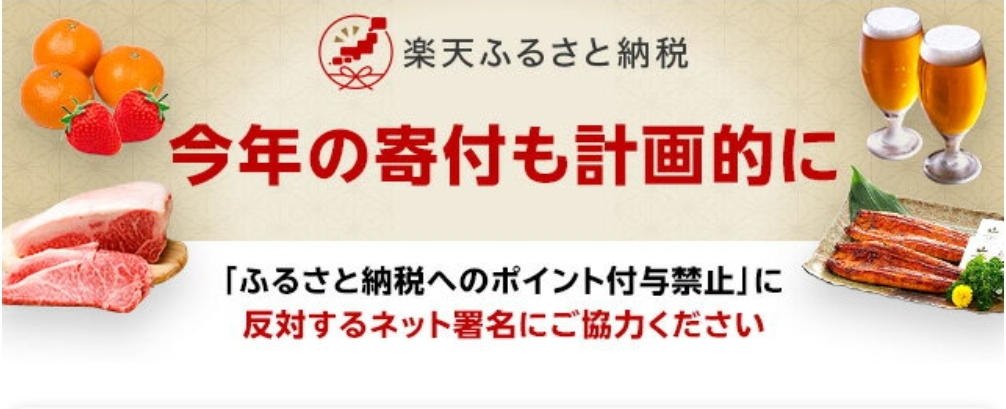 楽天ふるさと納税
今年の寄付も計画的に
「ふるさと納税へのポイント付与禁止」に
反対するネット署名にご協力ください